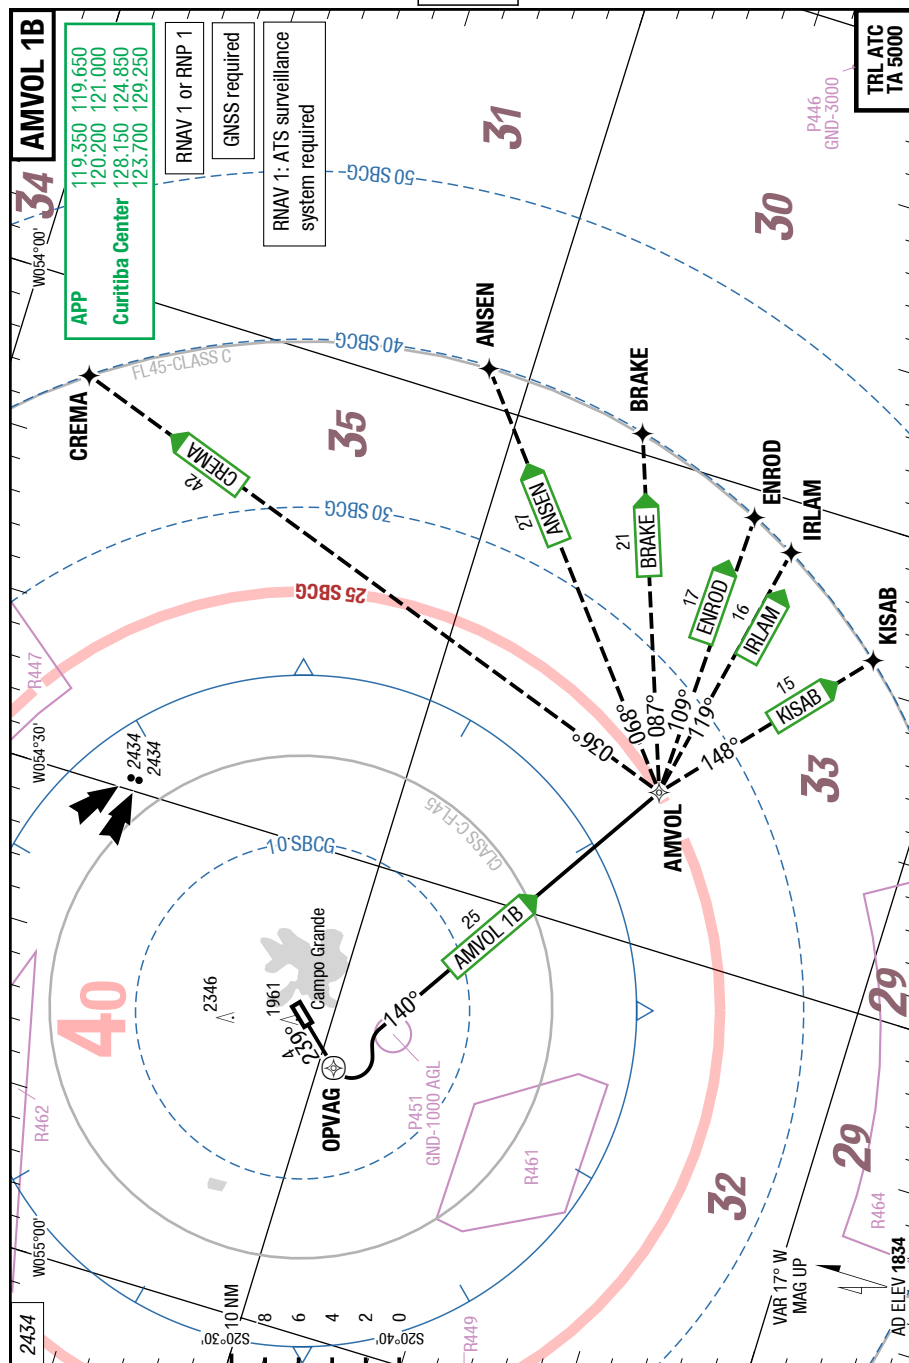 AMVOL 1B
APP 119.350 119.650
120.200 121.000
Curitiba Center 128.150 124.850
123.700 129.250
RNAV 1 or RNP 1
GNSS required
RNAV 1: ATS surveillance
system required
TRL ATC
TA 5000
P446
GND-3000
34
31
30
W054°00'
50 SBCG
40 SBCG
FL45-CLASS C
CREMA
ANSEN
BRAKE
ENROD
IRLAM
KISAB
35
30 SBCG
25 SBCG
42
CREMA
27
ANSEN
21
BRAKE
17
ENROD
16
IRLAM
15
KISAB
036°
068°
087°
109°
119°
148°
AMVOL
33
R447
W054°30'
2434
2434
CLASS C-FL45
10 SBCG
25
AMVOL 1B
140°
Campo Grande
1961
2346
4
239°
OPVAG
40
P451
GND-1000 AGL
R461
R462
29
29
R464
32
W055°00'
2434
S20°30'
10 NM
8
6
4
2
0
S20°40'
R449
VAR 17° W
MAG UP
AD ELEV 1834